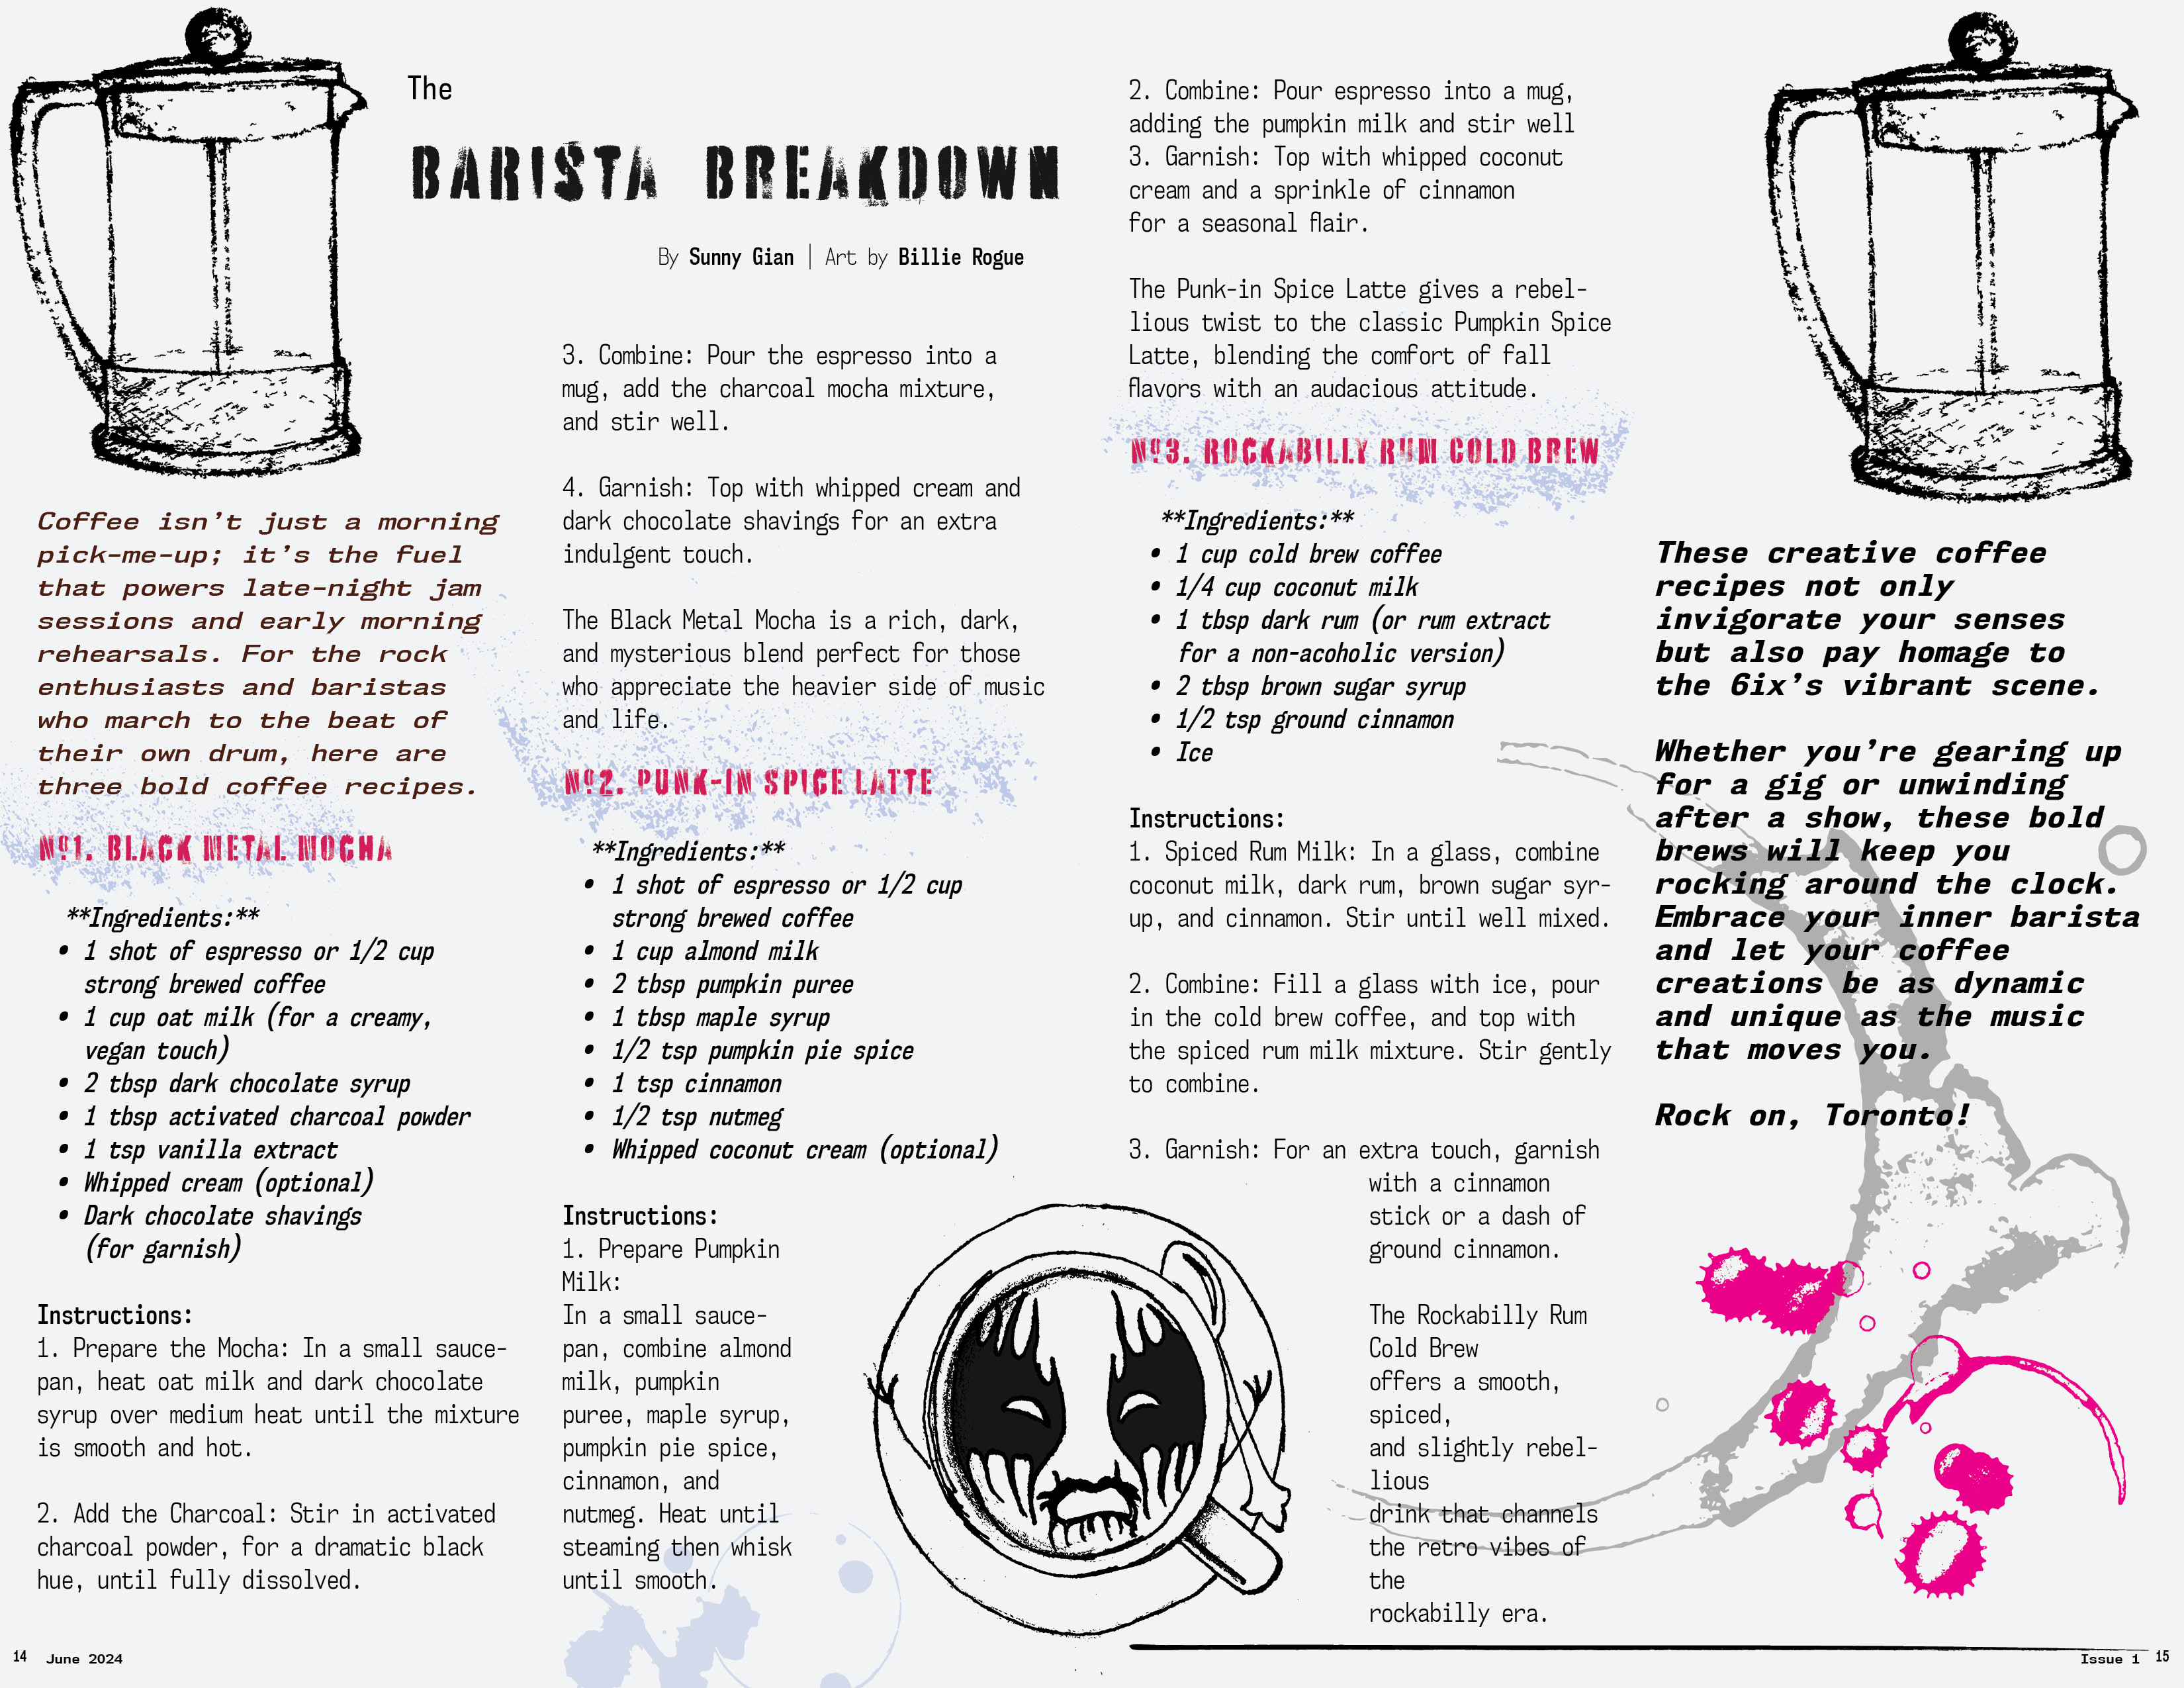 The
BARISTA BREAKDOWN
By Sunny Gian | Art by Billie Rogue
Coffee isn't just a morning
pick-me-up; it's the fuel
that powers late-night jam
sessions and early morning
rehearsals. For the rock
enthusiasts and baristas
who march to the beat of
their own drum, here are
three bold coffee recipes.
Nº1. BLACK METAL MOCHA
**Ingredients:**
• 1 shot of espresso or 1/2 cup
strong brewed coffee
• 1 cup oat milk (for a creamy,
vegan touch)
• 2 tbsp dark chocolate syrup
• 1 tbsp activated charcoal powder
• 1 tsp vanilla extract
• Whipped cream (optional)
• Dark chocolate shavings
(for garnish)
Instructions:
1. Prepare the Mocha: In a small sauce-
pan, heat oat milk and dark chocolate
syrup over medium heat until the mixture
is smooth and hot.
2. Add the Charcoal: Stir in activated
charcoal powder, for a dramatic black
hue, until fully dissolved.
3. Combine: Pour the espresso into a
mug, add the charcoal mocha mixture,
and stir well.
4. Garnish: Top with whipped cream and
dark chocolate shavings for an extra
indulgent touch.
The Black Metal Mocha is a rich, dark,
and mysterious blend perfect for those
who appreciate the heavier side of music
and life.
Nº2. PUNK-IN SPICE LATTE
**Ingredients:**
• 1 shot of espresso or 1/2 cup
strong brewed coffee
• 1 cup almond milk
• 2 tbsp pumpkin puree
• 1 tbsp maple syrup
• 1/2 tsp pumpkin pie spice
• 1 tsp cinnamon
• 1/2 tsp nutmeg
• Whipped coconut cream (optional)
Instructions:
1. Prepare Pumpkin
Milk:
In a small sauce-
pan, combine almond
milk, pumpkin
puree, maple syrup,
pumpkin pie spice,
cinnamon, and
nutmeg. Heat until
steaming then whisk
until smooth.
2. Combine: Pour espresso into a mug,
adding the pumpkin milk and stir well
3. Garnish: Top with whipped coconut
cream and a sprinkle of cinnamon
for a seasonal flair.
The Punk-in Spice Latte gives a rebel-
lious twist to the classic Pumpkin Spice
Latte, blending the comfort of fall
flavors with an audacious attitude.
Nº3. ROCKABILLY RUM COLD BREW
**Ingredients:**
• 1 cup cold brew coffee
• 1/4 cup coconut milk
• 1 tbsp dark rum (or rum extract
for a non-acoholic version)
• 2 tbsp brown sugar syrup
• 1/2 tsp ground cinnamon
• Ice
Instructions:
1. Spiced Rum Milk: In a glass, combine
coconut milk, dark rum, brown sugar syr-
up, and cinnamon. Stir until well mixed.
2. Combine: Fill a glass with ice, pour
in the cold brew coffee, and top with
the spiced rum milk mixture. Stir gently
to combine.
3. Garnish: For an extra touch, garnish
with a cinnamon
stick or a dash of
ground cinnamon.
The Rockabilly Rum
Cold Brew
offers a smooth,
spiced,
and slightly rebel-
lious
drink that channels
the retro vibes of
the
rockabilly era.
These creative coffee
recipes not only
invigorate your senses
but also pay homage to
the 6ix's vibrant scene.
Whether you're gearing up
for a gig or unwinding
after a show, these bold
brews will keep you
rocking around the clock.
Embrace your inner barista
and let your coffee
creations be as dynamic
and unique as the music
that moves you.
Rock on, Toronto!
14 June 2024
Issue 1 15